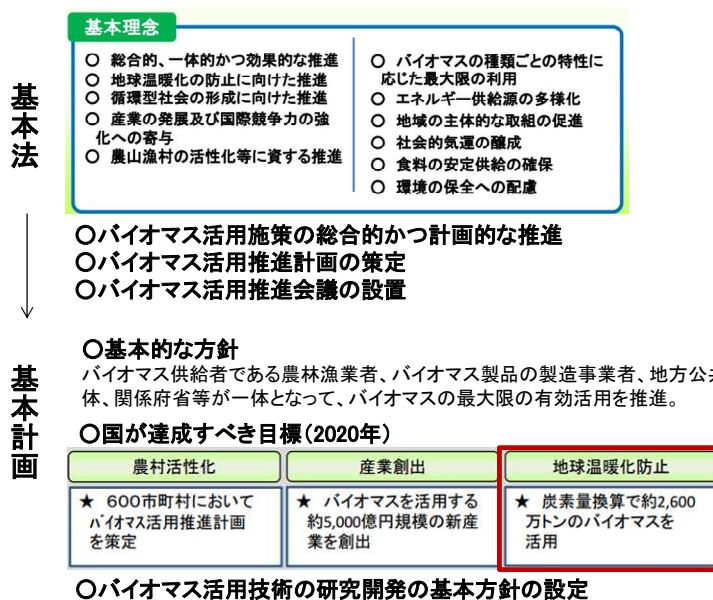 基本法
基本理念
○ 総合的、一体的かつ効果的な推進
○ 地球温暖化の防止に向けた推進
○ 循環型社会の形成に向けた推進
○ 産業の発展及び国際競争力の強
化への寄与
○ 農山漁村の活性化等に資する推進
○ バイオマスの種類ごとの特性に
応じた最大限の利用
○ エネルギー供給源の多様化
○ 地域の主体的な取組の促進
○ 社会的気運の醸成
○ 食料の安定供給の確保
○ 環境の保全への配慮
○バイオマス活用施策の総合的かつ計画的な推進
○バイオマス活用推進計画の策定
○バイオマス活用推進会議の設置
基本計画
○基本的な方針
バイオマス供給者である農林漁業者、バイオマス製品の製造事業者、地方公共
体、関係府省等が一体となって、バイオマスの最大限の有効活用を推進。
○国が達成すべき目標(2020年)
農村活性化
★ 600市町村において
バイオマス活用推進計画
を策定
産業創出
★ バイオマスを活用する
約5,000億円規模の新産
業を創出
地球温暖化防止
★ 炭素量換算で約2,600
万トンのバイオマスを
活用
○バイオマス活用技術の研究開発の基本方針の設定